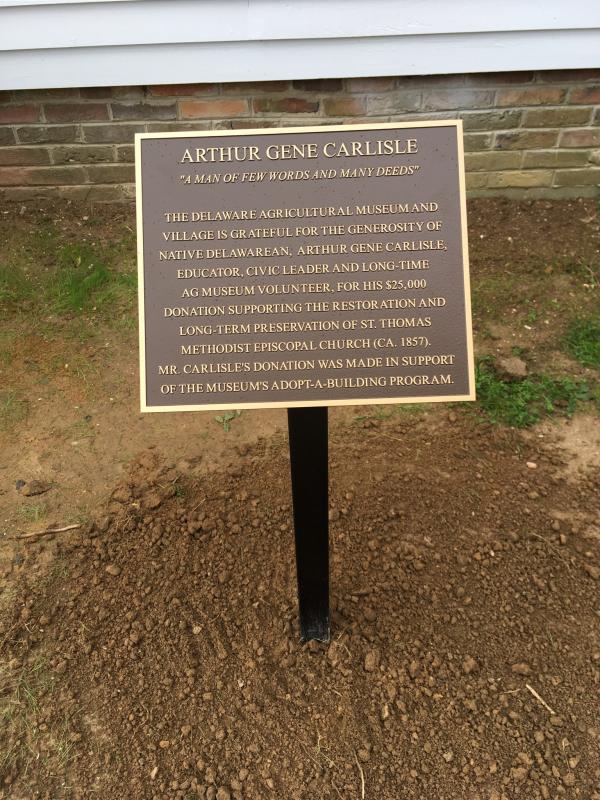 ARTHUR GENE CARLISLE
"A MAN OF FEW WORDS AND MANY DEEDS"
THE DELAWARE AGRICULTURAL MUSEUM AND
VILLAGE IS GRATEFUL FOR THE GENEROSITY OF
NATIVE DELAWAREAN, ARTHUR GENE CARLISLE,
EDUCATOR, CIVIC LEADER AND LONG-TIME
AG MUSEUM VOLUNTEER, FOR HIS $25,000
DONATION SUPPORTING THE RESTORATION AND
LONG-TERM PRESERVATION OF ST. THOMAS
METHODIST EPISCOPAL CHURCH (CA. 1857).
MR. CARLISLE'S DONATION WAS MADE IN SUPPORT
OF THE MUSEUM'S ADOPT-A-BUILDING PROGRAM.